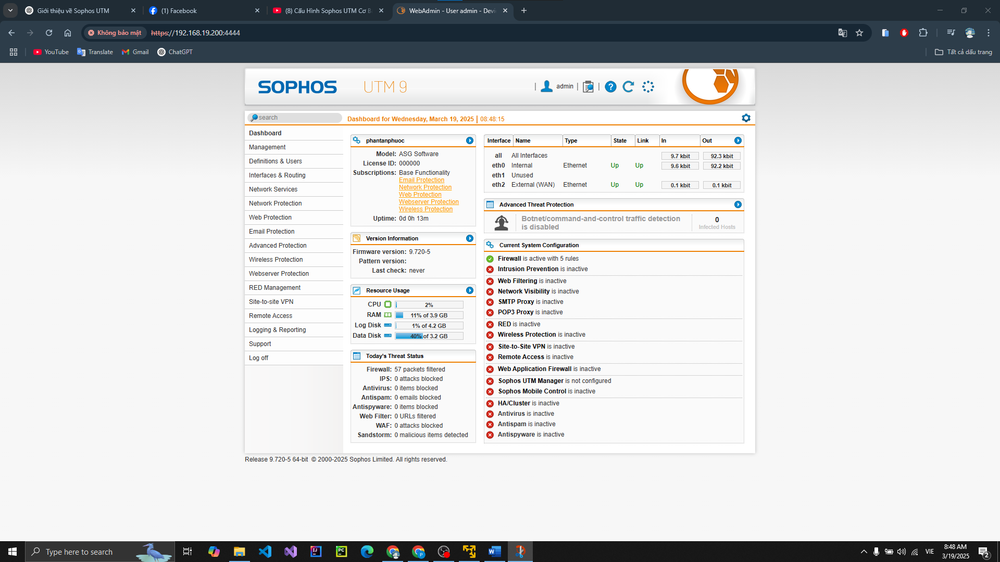 Giới thiệu về Sophos UTM
(1) Facebook
(8) Cấu Hình Sophos UTM Cơ B
WebAdmin - User admin - Devi
Không bảo mật
https://192.168.19.200:4444
YouTube
Translate
Gmail
ChatGPT
Tất cả dấu trang
SOPHOS
UTM 9
| admin | |
search
Dashboard for Wednesday, March 19, 2025 | 08:48:15
Dashboard
Management
Definitions & Users
Interfaces & Routing
Network Services
Network Protection
Web Protection
Email Protection
Advanced Protection
Wireless Protection
Webserver Protection
RED Management
Site-to-site VPN
Remote Access
Logging & Reporting
Support
Log off
phantanphuoc
Model: ASG Software
License ID: 000000
Subscriptions: Base Functionality
Email Protection
Network Protection
Web Protection
Webserver Protection
Wireless Protection
Uptime: 0d 0h 13m
Version Information
Firmware version: 9.720-5
Pattern version:
Last check: never
Resource Usage
CPU 2%
RAM 11% of 3.9 GB
Log Disk 1% of 4.2 GB
Data Disk 40% of 3.2 GB
Today's Threat Status
Firewall: 57 packets filtered
IPS: 0 attacks blocked
Antivirus: 0 items blocked
Antispam: 0 emails blocked
Antispyware: 0 items blocked
Web Filter: 0 URLs filtered
WAF: 0 attacks blocked
Sandstorm: 0 malicious items detected
Interface Name Type State Link In Out
all All Interfaces 9.7 kbit 92.3 kbit
eth0 Internal Ethernet Up Up 9.6 kbit 92.2 kbit
eth1 Unused
eth2 External (WAN) Ethernet Up Up 0.1 kbit 0.1 kbit
Advanced Threat Protection
Botnet/command-and-control traffic detection
is disabled
0
Infected Hosts
Current System Configuration
Firewall is active with 5 rules
Intrusion Prevention is inactive
Web Filtering is inactive
Network Visibility is inactive
SMTP Proxy is inactive
POP3 Proxy is inactive
RED is inactive
Wireless Protection is inactive
Site-to-Site VPN is inactive
Remote Access is inactive
Web Application Firewall is inactive
Sophos UTM Manager is not configured
Sophos Mobile Control is inactive
HA/Cluster is inactive
Antivirus is inactive
Antispam is inactive
Antispyware is inactive
Release 9.720-5 64-bit © 2000-2025 Sophos Limited. All rights reserved.
Type here to search
VIE
8:48 AM
3/19/2025
2